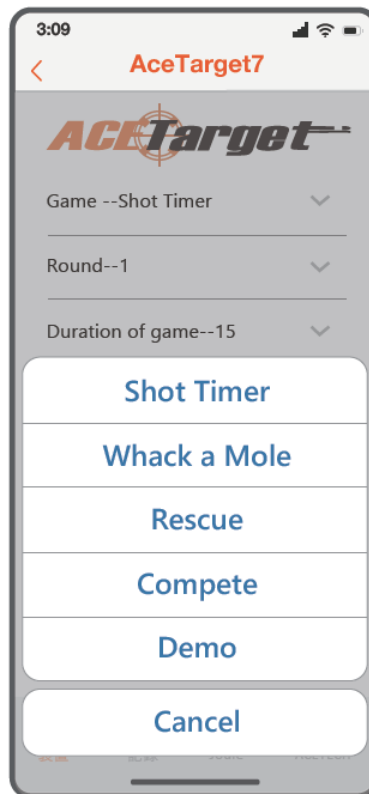 3:09
AceTarget7
ACETarget
Game --Shot Timer
Round--1
Duration of game--15
Shot Timer
Whack a Mole
Rescue
Compete
Demo
Cancel